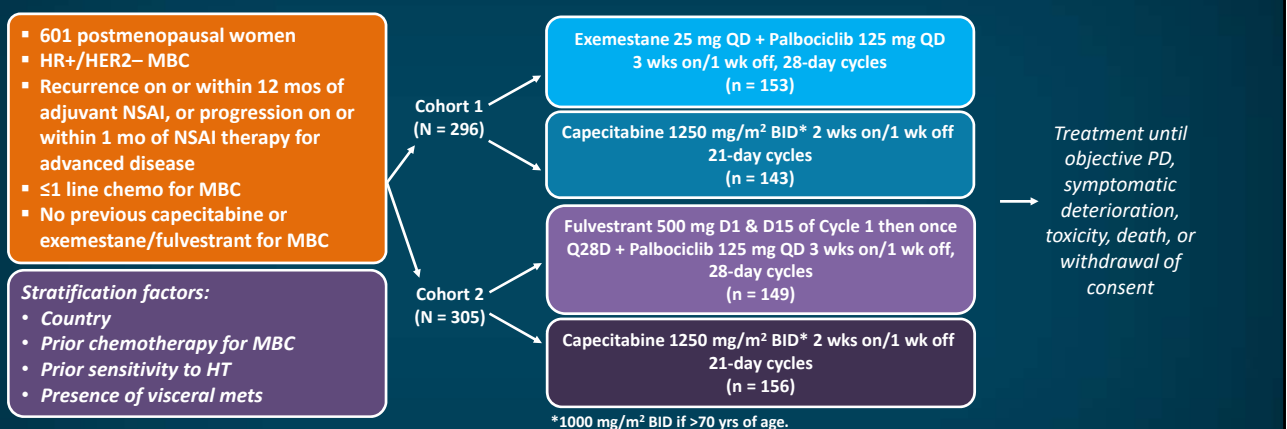 ▪ 601 postmenopausal women
▪ HR+/HER2– MBC
▪ Recurrence on or within 12 mos of
adjuvant NSAI, or progression on or
within 1 mo of NSAI therapy for
advanced disease
▪ ≤1 line chemo for MBC
▪ No previous capecitabine or
exemestane/fulvestrant for MBC
Stratification factors:
• Country
• Prior chemotherapy for MBC
• Prior sensitivity to HT
• Presence of visceral mets
Cohort 1
(N = 296)
Cohort 2
(N = 305)
Exemestane 25 mg QD + Palbociclib 125 mg QD
3 wks on/1 wk off, 28-day cycles
(n = 153)
Capecitabine 1250 mg/m² BID* 2 wks on/1 wk off
21-day cycles
(n = 143)
Fulvestrant 500 mg D1 & D15 of Cycle 1 then once
Q28D + Palbociclib 125 mg QD 3 wks on/1 wk off,
28-day cycles
(n = 149)
Capecitabine 1250 mg/m² BID* 2 wks on/1 wk off
21-day cycles
(n = 156)
*1000 mg/m² BID if >70 yrs of age.
Treatment until
objective PD,
symptomatic
deterioration,
toxicity, death, or
withdrawal of
consent